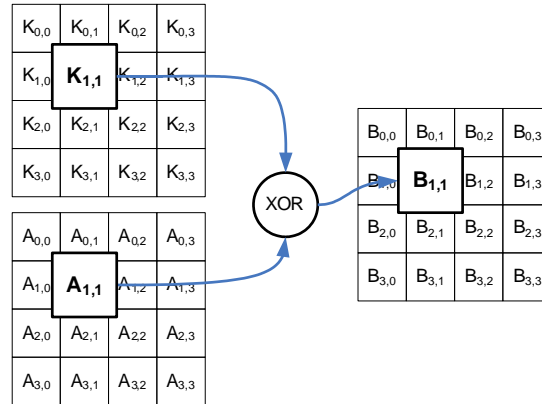 K0,0 K0,1 K0,2 K0,3
K1,0 K1,1 K1,2 K1,3
K2,0 K2,1 K2,2 K2,3
K3,0 K3,1 K3,2 K3,3
XOR
A0,0 A0,1 A0,2 A0,3
A1,0 A1,1 A1,2 A1,3
A2,0 A2,1 A2,2 A2,3
A3,0 A3,1 A3,2 A3,3
B0,0 B0,1 B0,2 B0,3
B1,0 B1,1 B1,2 B1,3
B2,0 B2,1 B2,2 B2,3
B3,0 B3,1 B3,2 B3,3